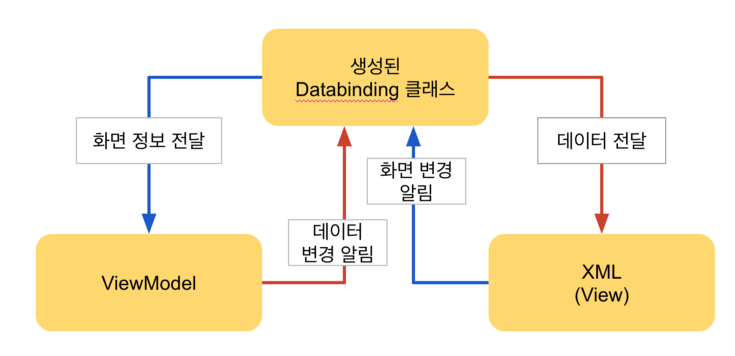 생성된
Databinding 클래스
화면 정보 전달
데이터 전달
화면 변경
알림
데이터
변경 알림
ViewModel
XML
(View)